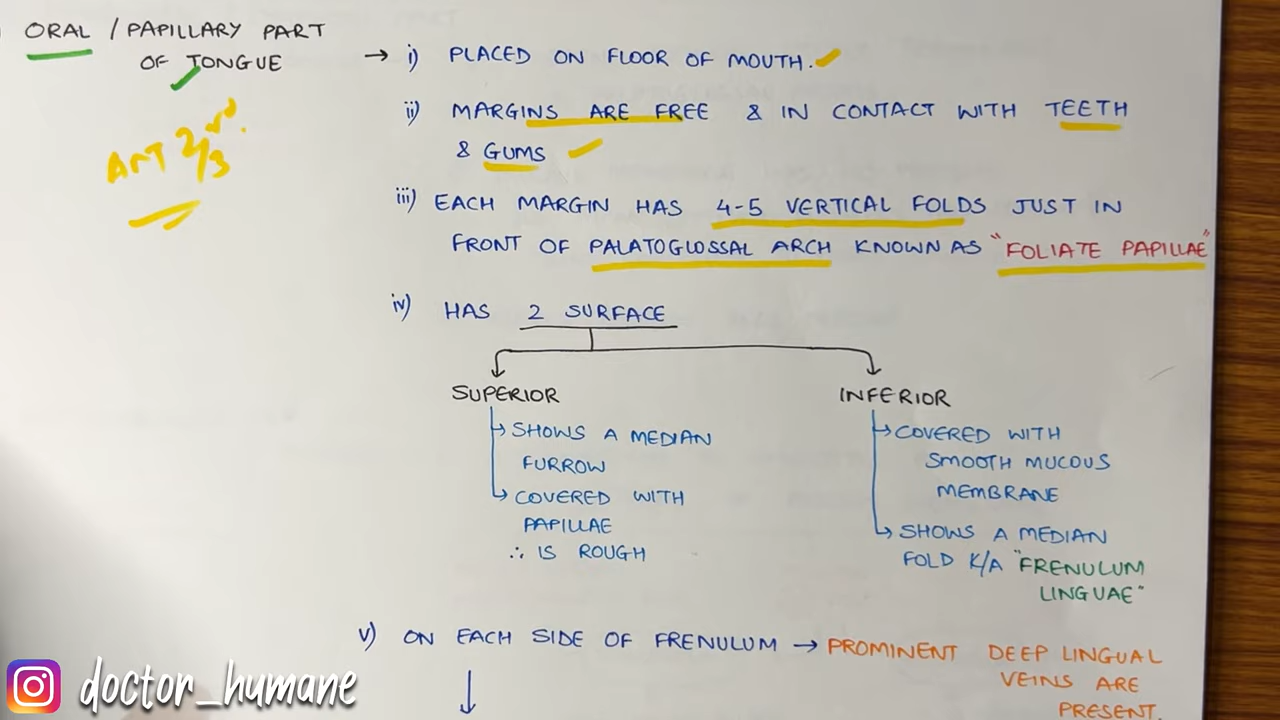 ORAL / PAPILLARY PART
OF TONGUE
ANT 2/3rd.
→ i) PLACED ON FLOOR OF MOUTH.
ii) MARGINS ARE FREE & IN CONTACT WITH TEETH
& GUMS
iii) EACH MARGIN HAS 4-5 VERTICAL FOLDS JUST IN
FRONT OF PALATOGLOSSAL ARCH KNOWN AS "FOLIATE PAPILLAE"
iv) HAS 2 SURFACE
SUPERIOR
SHOWS A MEDIAN
FURROW
COVERED WITH
PAPILLAE
∴ IS ROUGH
INFERIOR
COVERED WITH
SMOOTH MUCOUS
MEMBRANE
SHOWS A MEDIAN
FOLD K/A "FRENULUM
LINGUAE"
v) ON EACH SIDE OF FRENULUM → PROMINENT DEEP LINGUAL
VEINS ARE
PRESENT.
doctor_humane